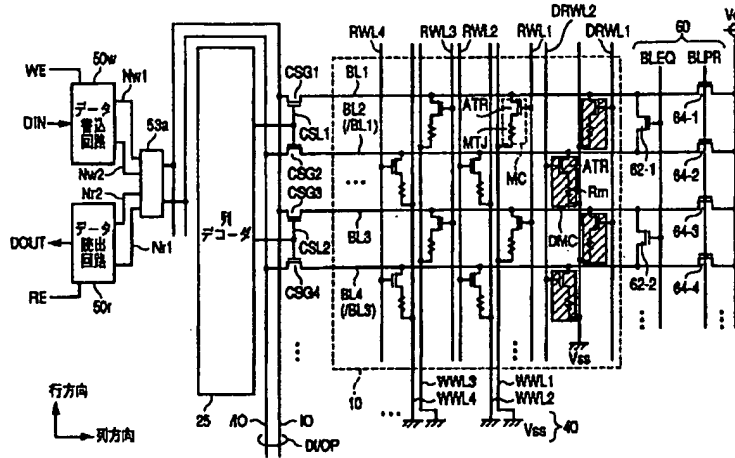 RWL4
RWL3
RWL2
RWL1
DRWL2
DRWL1
60
BLEQ
BLPR
50w
WE
Nw1
データ
書込
回路
DIN
53a
Nw2
Nr2
データ
読出
回路
DOUT
Nr1
RE
50r
CSG1
BL1
BL2
(/BL1)
CSL1
CSG2
CSG3
BL3
CSL2
CSG4
BL4
(/BL3)
列
デコーダ
ATR
MTJ
MC
ATR
Rm
DMC
64-1
62-1
64-2
64-3
62-2
64-4
Vss
10
WWL3
WWL4
WWL1
WWL2
Vss
40
行方向
列方向
25
/IO
IO
DI/OP